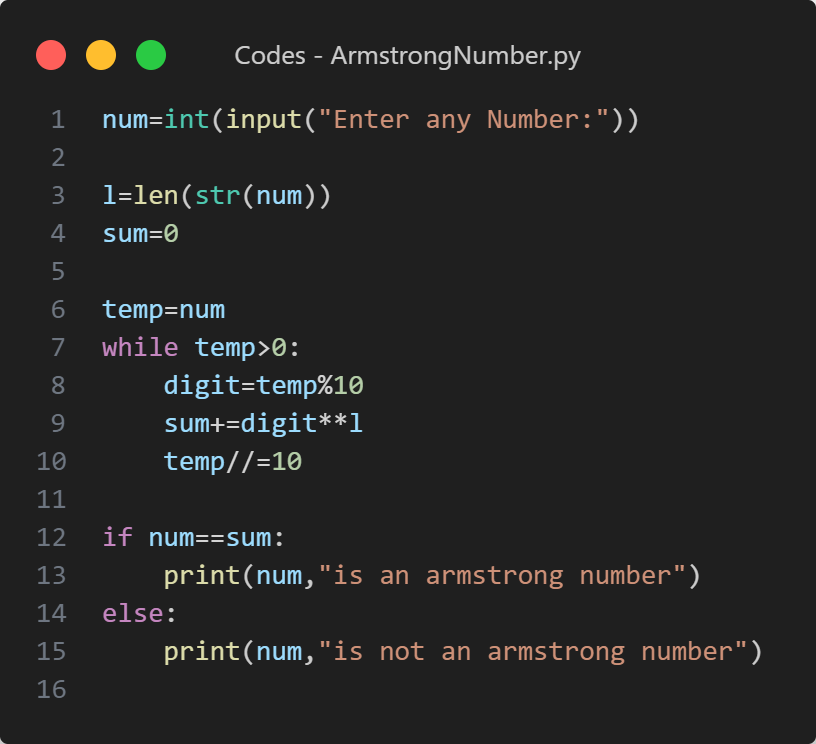 Codes - ArmstrongNumber.py
1 num=int(input("Enter any Number:"))
2
3 l=len(str(num))
4 sum=0
5
6 temp=num
7 while temp>0:
8     digit=temp%10
9     sum+=digit**l
10     temp//=10
11
12 if num==sum:
13     print(num,"is an armstrong number")
14 else:
15     print(num,"is not an armstrong number")
16